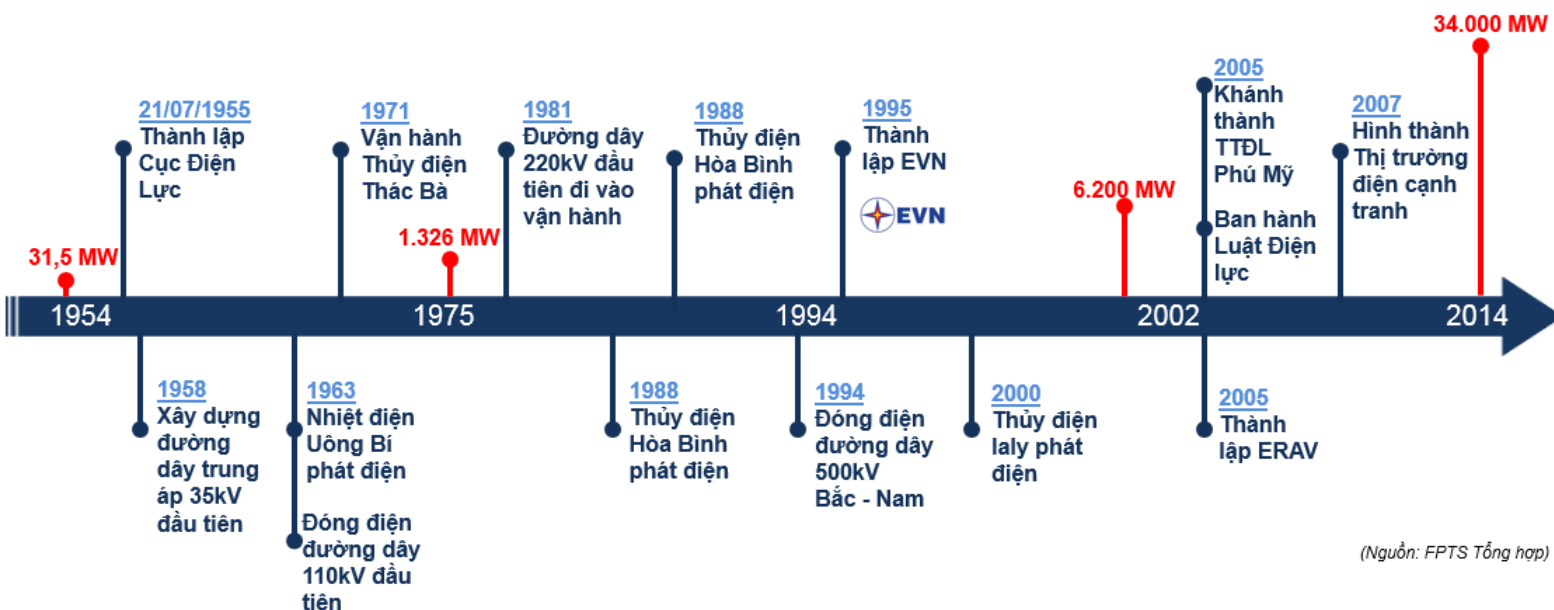 34.000 MW
21/07/1955
Thành lập
Cục Điện
Lực
1971
Vận hành
Thủy điện
Thác Bà
1981
Đường dây
220kV đầu
tiên đi vào
vận hành
1988
Thủy điện
Hòa Bình
phát điện
1995
Thành
lập EVN
EVN
2005
Khánh
thành
TTĐL
Phú Mỹ
Ban hành
Luật Điện
lực
2007
Hình thành
Thị trường
điện cạnh
tranh
31,5 MW
1.326 MW
6.200 MW
1954
1975
1994
2002
2014
1958
Xây dựng
đường
dây trung
áp 35kV
đầu tiên
1963
Nhiệt điện
Uông Bí
phát điện
Đóng điện
đường dây
110kV đầu
tiên
1988
Thủy điện
Hòa Bình
phát điện
1994
Đóng điện
đường dây
500kV
Bắc - Nam
2000
Thủy điện
Ialy phát
điện
2005
Thành
lập ERAV
(Nguồn: FPTS Tổng hợp)